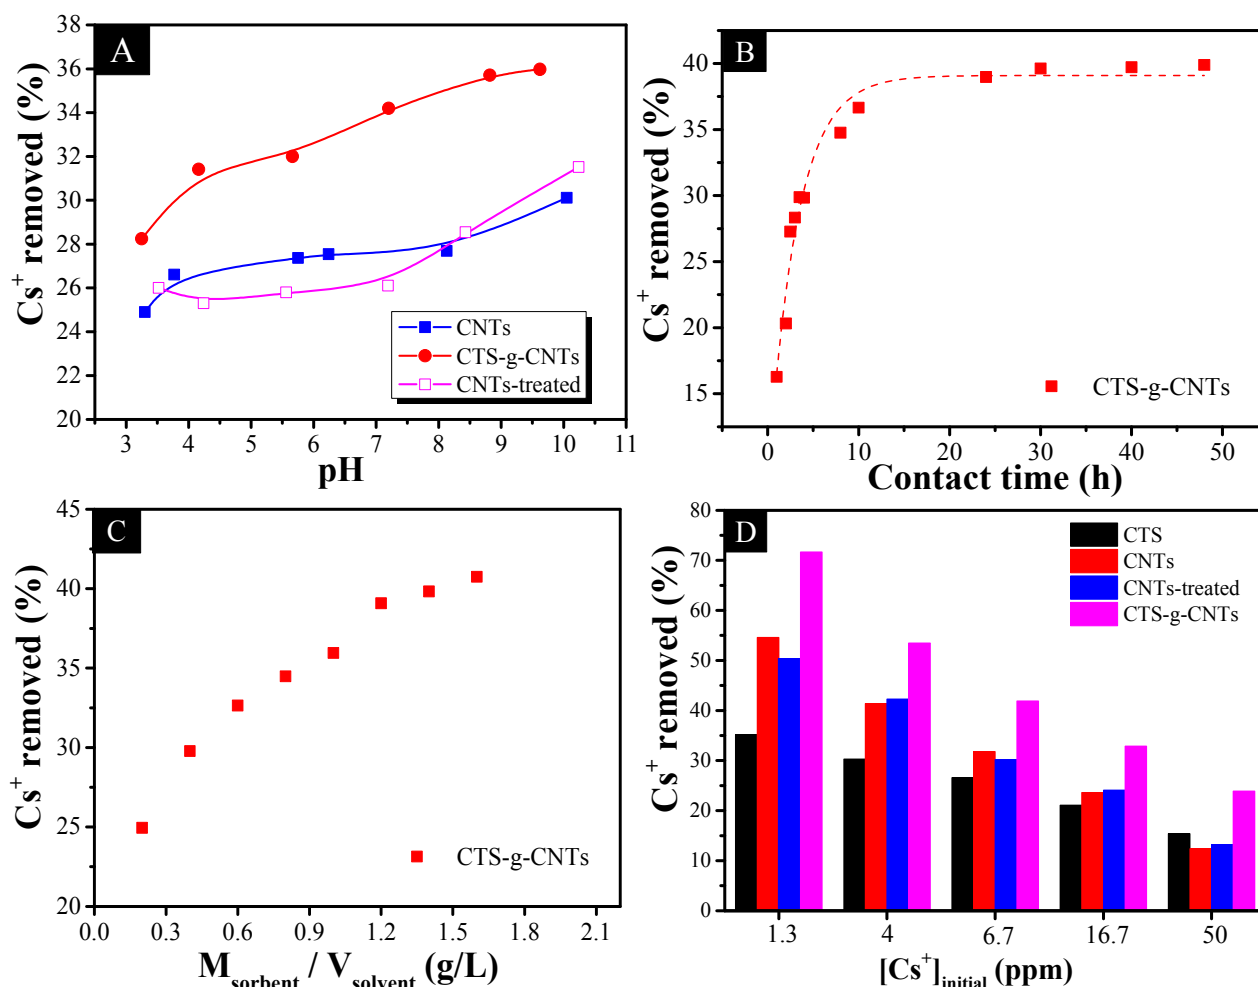 A
Cs+ removed (%)
38
36
34
32
30
28
26
24
22
20
3 4 5 6 7 8 9 10 11
pH
CNTs
CTS-g-CNTs
CNTs-treated
B
Cs+ removed (%)
40
35
30
25
20
15
0 10 20 30 40 50
Contact time (h)
CTS-g-CNTs
C
Cs+ removed (%)
45
40
35
30
25
20
0.0 0.3 0.6 0.9 1.2 1.5 1.8 2.1
Msorbent / Vsolvent (g/L)
CTS-g-CNTs
D
Cs+ removed (%)
80
70
60
50
40
30
20
10
0
1.3 4 6.7 16.7 50
[Cs+]initial (ppm)
CTS
CNTs
CNTs-treated
CTS-g-CNTs